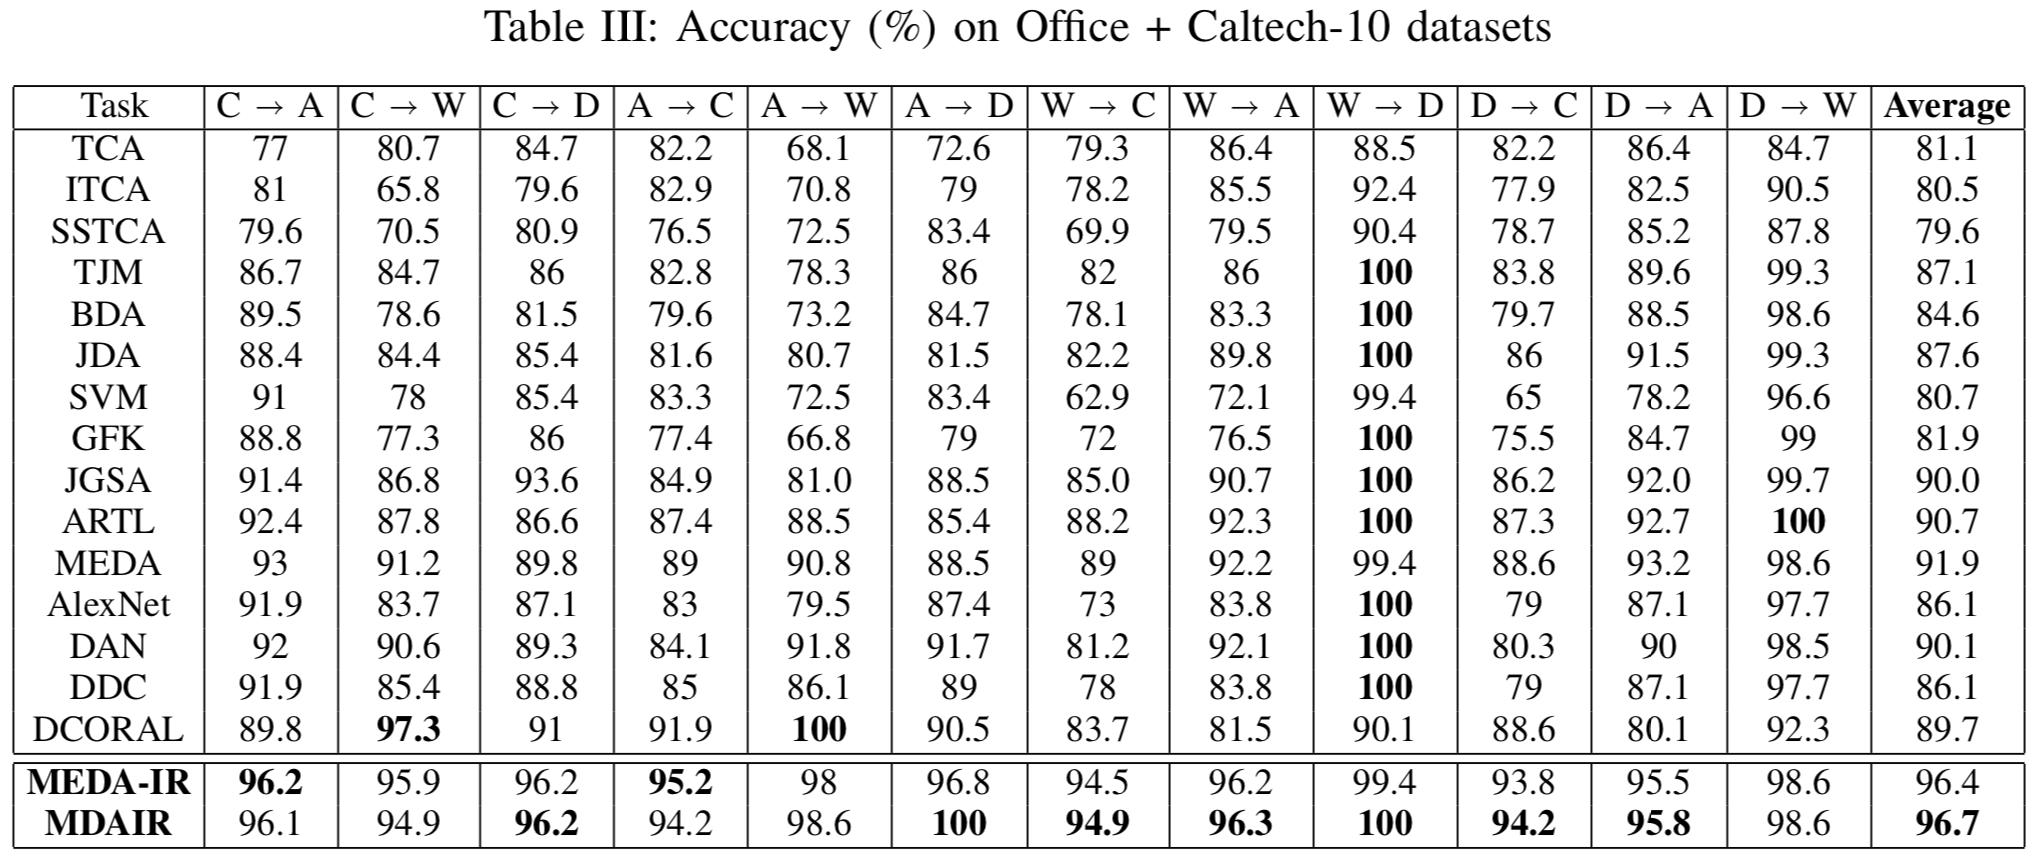 Table III: Accuracy (%) on Office + Caltech-10 datasets
Task C → A C → W C → D A → C A → W A → D W → C W → A W → D D → C D → A D → W Average
TCA 77 80.7 84.7 82.2 68.1 72.6 79.3 86.4 88.5 82.2 86.4 84.7 81.1
ITCA 81 65.8 79.6 82.9 70.8 79 78.2 85.5 92.4 77.9 82.5 90.5 80.5
SSTCA 79.6 70.5 80.9 76.5 72.5 83.4 69.9 79.5 90.4 78.7 85.2 87.8 79.6
TJM 86.7 84.7 86 82.8 78.3 86 82 86 100 83.8 89.6 99.3 87.1
BDA 89.5 78.6 81.5 79.6 73.2 84.7 78.1 83.3 100 79.7 88.5 98.6 84.6
JDA 88.4 84.4 85.4 81.6 80.7 81.5 82.2 89.8 100 86 91.5 99.3 87.6
SVM 91 78 85.4 83.3 72.5 83.4 62.9 72.1 99.4 65 78.2 96.6 80.7
GFK 88.8 77.3 86 77.4 66.8 79 72 76.5 100 75.5 84.7 99 81.9
JGSA 91.4 86.8 93.6 84.9 81.0 88.5 85.0 90.7 100 86.2 92.0 99.7 90.0
ARTL 92.4 87.8 86.6 87.4 88.5 85.4 88.2 92.3 100 87.3 92.7 100 90.7
MEDA 93 91.2 89.8 89 90.8 88.5 89 92.2 99.4 88.6 93.2 98.6 91.9
AlexNet 91.9 83.7 87.1 83 79.5 87.4 73 83.8 100 79 87.1 97.7 86.1
DAN 92 90.6 89.3 84.1 91.8 91.7 81.2 92.1 100 80.3 90 98.5 90.1
DDC 91.9 85.4 88.8 85 86.1 89 78 83.8 100 79 87.1 97.7 86.1
DCORAL 89.8 97.3 91 91.9 100 90.5 83.7 81.5 90.1 88.6 80.1 92.3 89.7
MEDA-IR 96.2 95.9 96.2 95.2 98 96.8 94.5 96.2 99.4 93.8 95.5 98.6 96.4
MDAIR 96.1 94.9 96.2 94.2 98.6 100 94.9 96.3 100 94.2 95.8 98.6 96.7